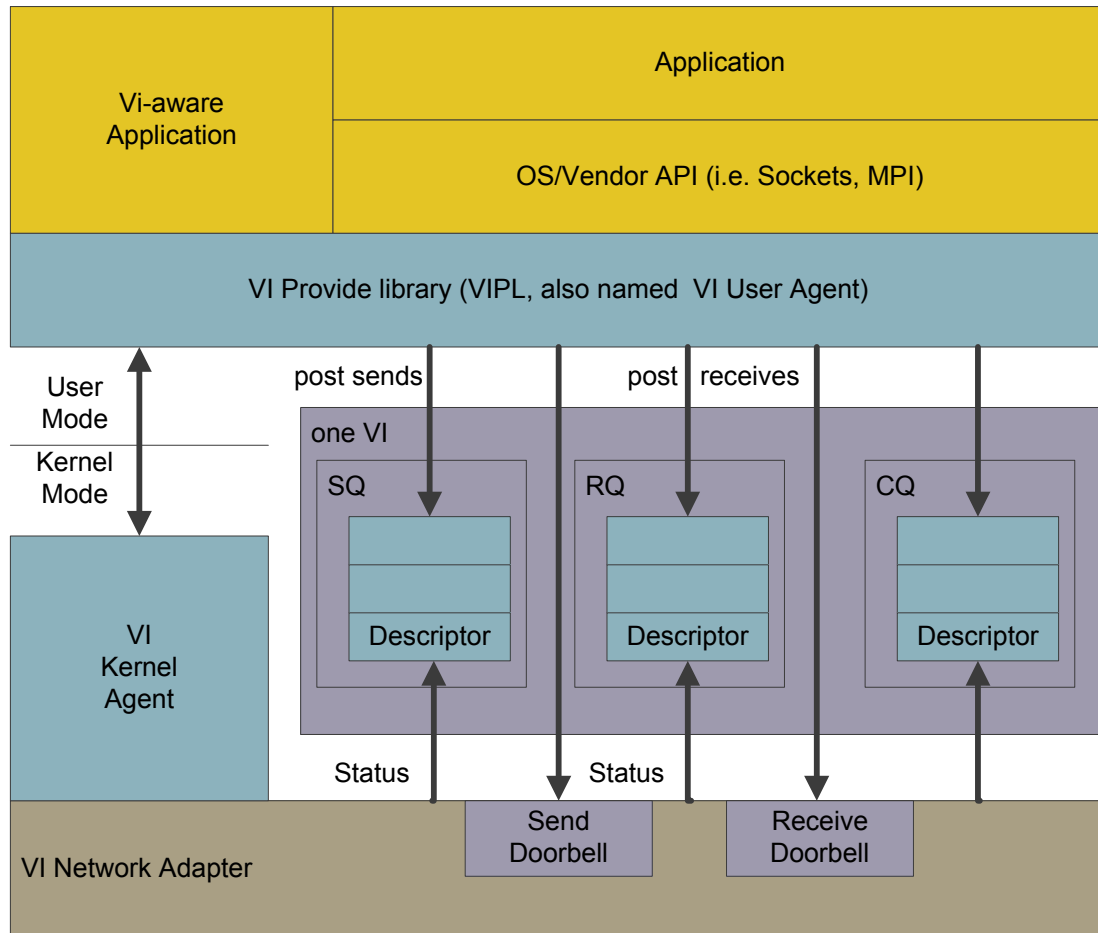 Vi-aware
Application
Application
OS/Vendor API (i.e. Sockets, MPI)
VI Provide library (VIPL, also named VI User Agent)
User
Mode
Kernel
Mode
post sends
post receives
one VI
SQ
RQ
CQ
Descriptor
Descriptor
Descriptor
VI
Kernel
Agent
Status
Status
Send
Doorbell
Receive
Doorbell
VI Network Adapter